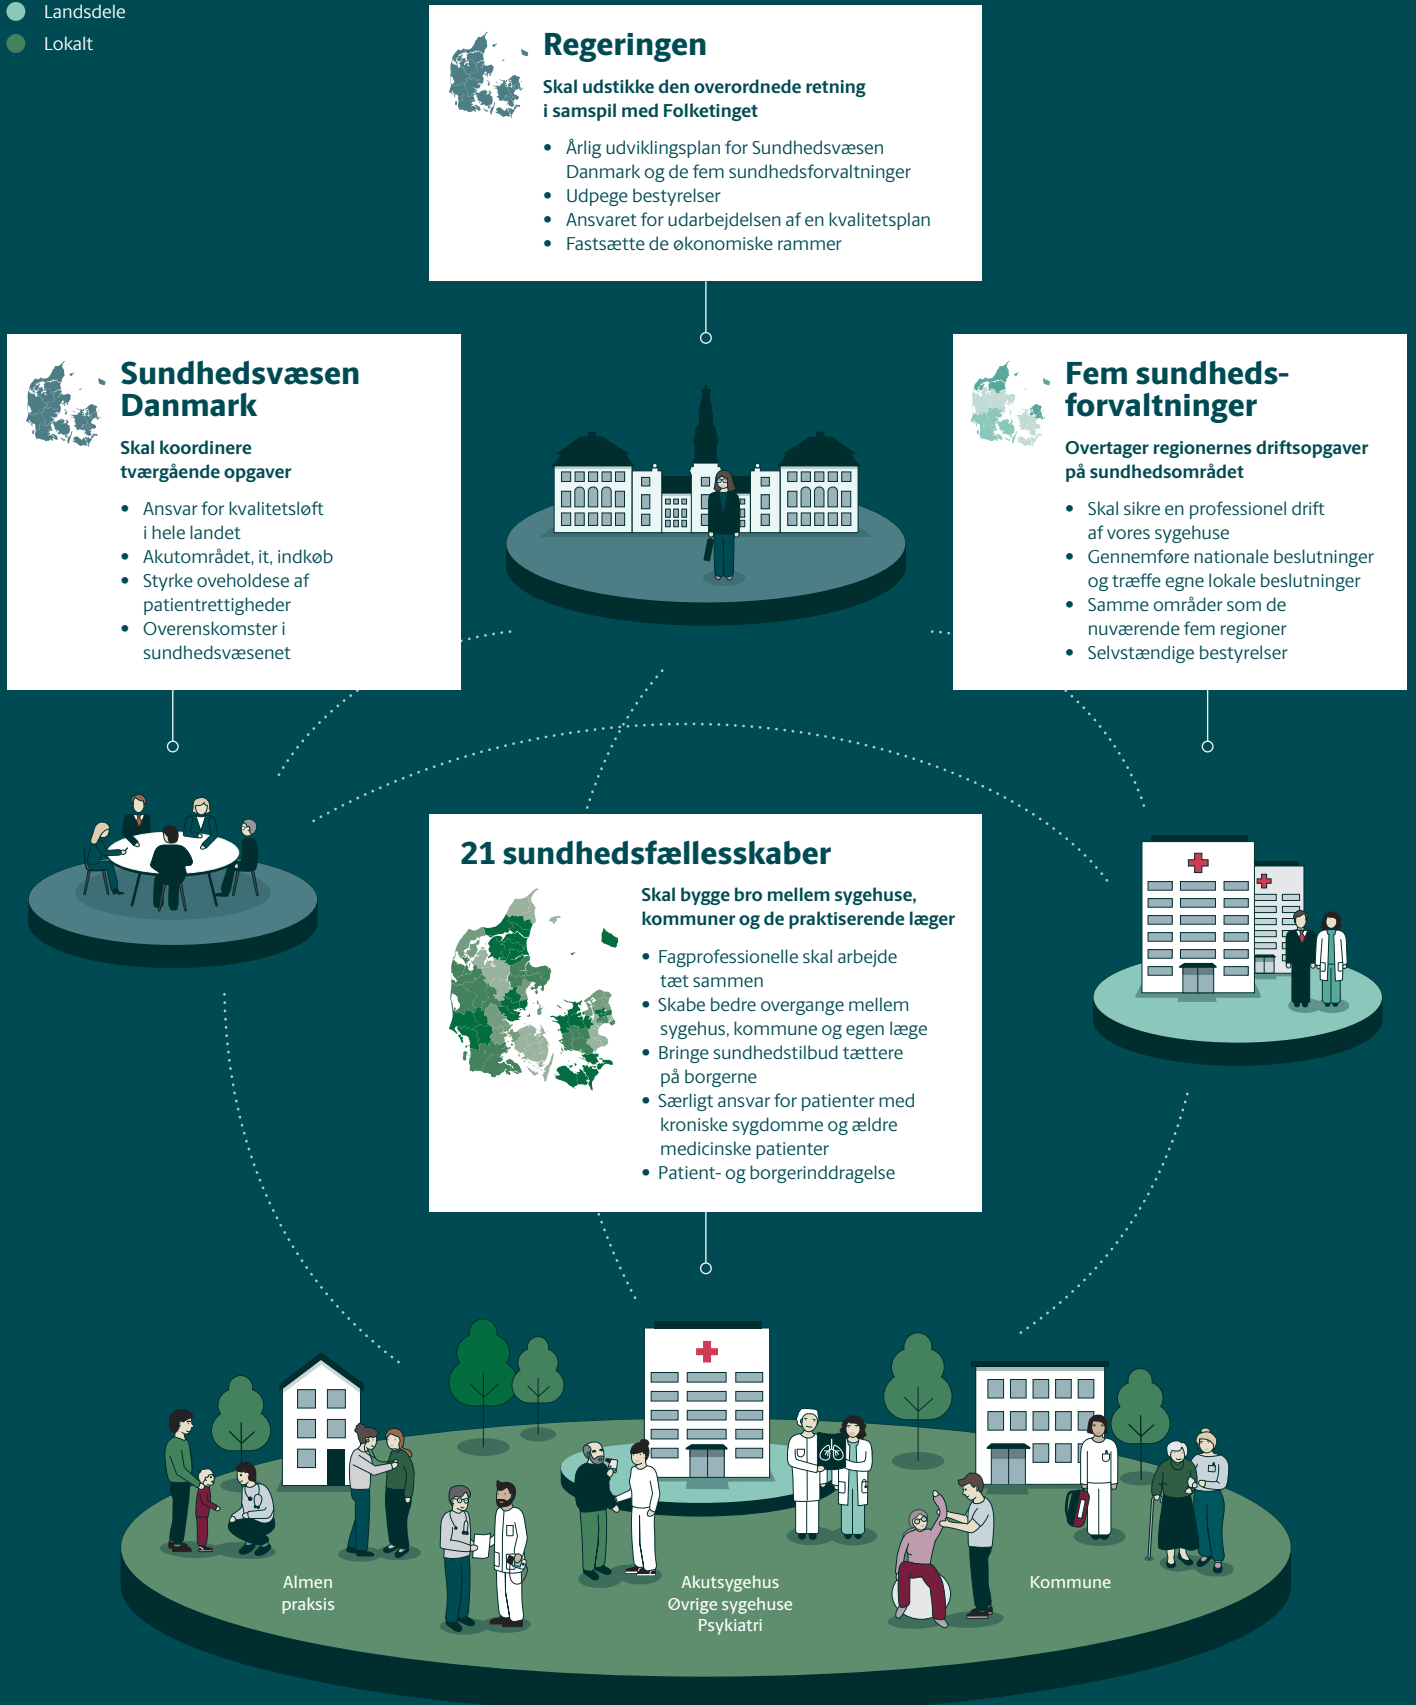 Landsdele
Lokalt
Regeringen
Skal udstikke den overordnede retning
i samspil med Folketinget
• Årlig udviklingsplan for Sundhedsvæsen
Danmark og de fem sundhedsforvaltninger
• Udpege bestyrelser
• Ansvaret for udarbejdelsen af en kvalitetsplan
• Fastsætte de økonomiske rammer
Sundhedsvæsen
Danmark
Skal koordinere
tværgående opgaver
• Ansvar for kvalitetsløft
i hele landet
• Akutområdet, it, indkøb
• Styrke oveholdese af
patientrettigheder
• Overenskomster i
sundhedsvæsenet
Fem sundheds-
forvaltninger
Overtager regionernes driftsopgaver
på sundhedsområdet
• Skal sikre en professionel drift
af vores sygehuse
• Gennemføre nationale beslutninger
og træffe egne lokale beslutninger
• Samme områder som de
nuværende fem regioner
• Selvstændige bestyrelser
21 sundhedsfællesskaber
Skal bygge bro mellem sygehuse,
kommuner og de praktiserende læger
• Fagprofessionelle skal arbejde
tæt sammen
• Skabe bedre overgange mellem
sygehus, kommune og egen læge
• Bringe sundhedstilbud tættere
på borgerne
• Særligt ansvar for patienter med
kroniske sygdomme og ældre
medicinske patienter
• Patient- og borgerinddragelse
Almen
praksis
Akutsygehus
Øvrige sygehuse
Psykiatri
Kommune